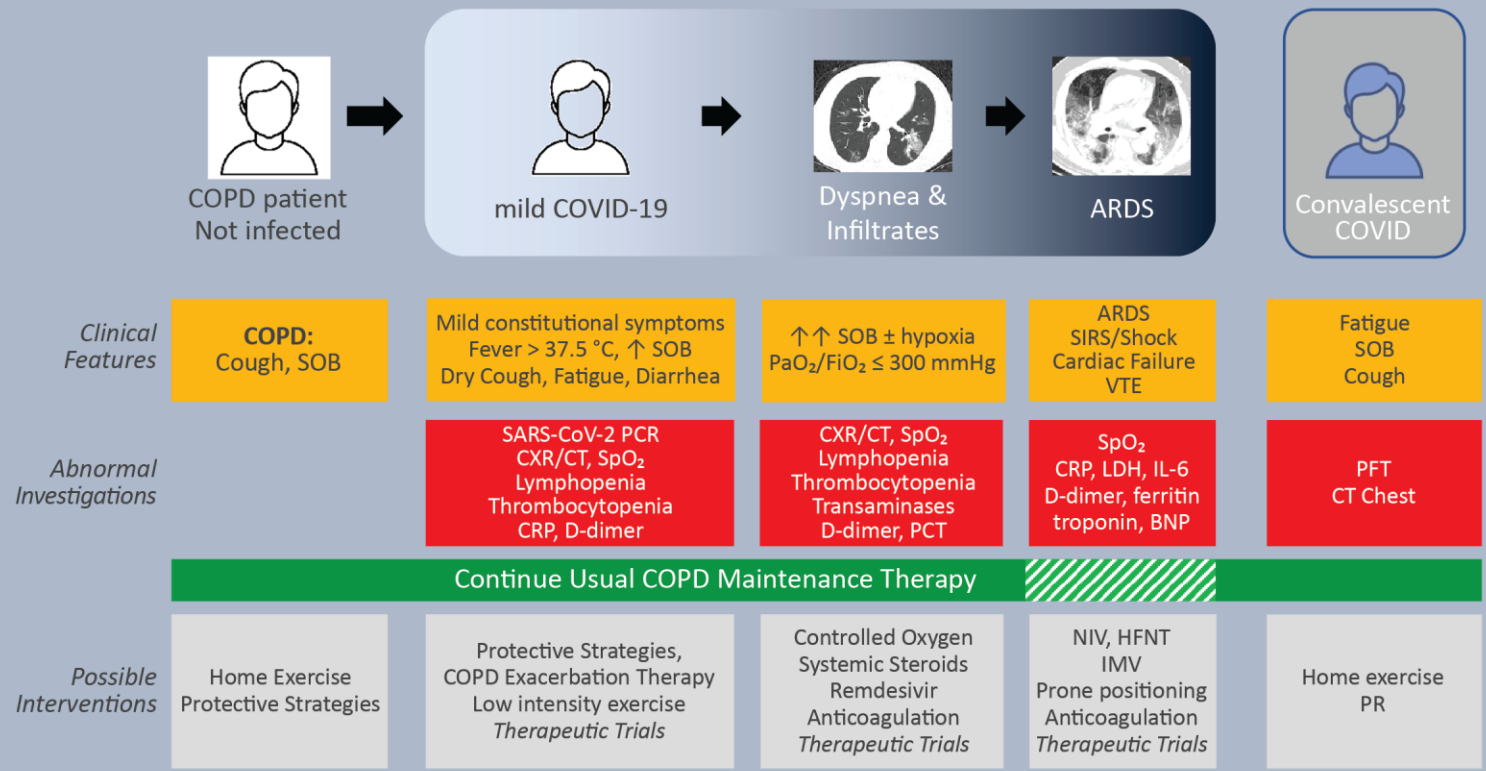 COPD patient
Not infected
mild COVID-19
Dyspnea &
Infiltrates
ARDS
Convalescent
COVID
Clinical
Features
COPD:
Cough, SOB
Mild constitutional symptoms
Fever > 37.5 °C, ↑ SOB
Dry Cough, Fatigue, Diarrhea
↑↑ SOB ± hypoxia
PaO₂/FiO₂ ≤ 300 mmHg
ARDS
SIRS/Shock
Cardiac Failure
VTE
Fatigue
SOB
Cough
Abnormal
Investigations
SARS-CoV-2 PCR
CXR/CT, SpO₂
Lymphopenia
Thrombocytopenia
CRP, D-dimer
CXR/CT, SpO₂
Lymphopenia
Thrombocytopenia
Transaminases
D-dimer, PCT
SpO₂
CRP, LDH, IL-6
D-dimer, ferritin
troponin, BNP
PFT
CT Chest
Continue Usual COPD Maintenance Therapy
Possible
Interventions
Home Exercise
Protective Strategies
Protective Strategies,
COPD Exacerbation Therapy
Low intensity exercise
Therapeutic Trials
Controlled Oxygen
Systemic Steroids
Remdesivir
Anticoagulation
Therapeutic Trials
NIV, HFNT
IMV
Prone positioning
Anticoagulation
Therapeutic Trials
Home exercise
PR